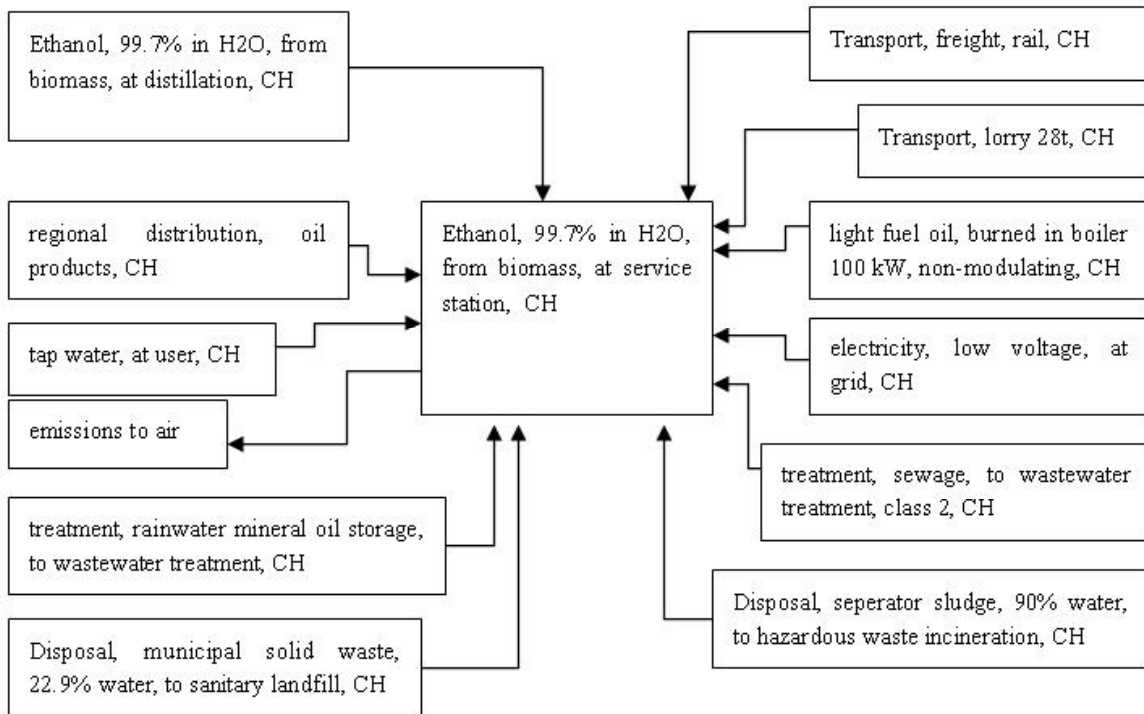 Ethanol, 99.7% in H2O, from
biomass, at distillation, CH
Transport, freight, rail, CH
Transport, lorry 28t, CH
regional distribution, oil
products, CH
Ethanol, 99.7% in H2O,
from biomass, at service
station, CH
light fuel oil, burned in boiler
100 kW, non-modulating, CH
tap water, at user, CH
electricity, low voltage, at
grid, CH
emissions to air
treatment, sewage, to wastewater
treatment, class 2, CH
treatment, rainwater mineral oil storage,
to wastewater treatment, CH
Disposal, seperator sludge, 90% water,
to hazardous waste incineration, CH
Disposal, municipal solid waste,
22.9% water, to sanitary landfill, CH